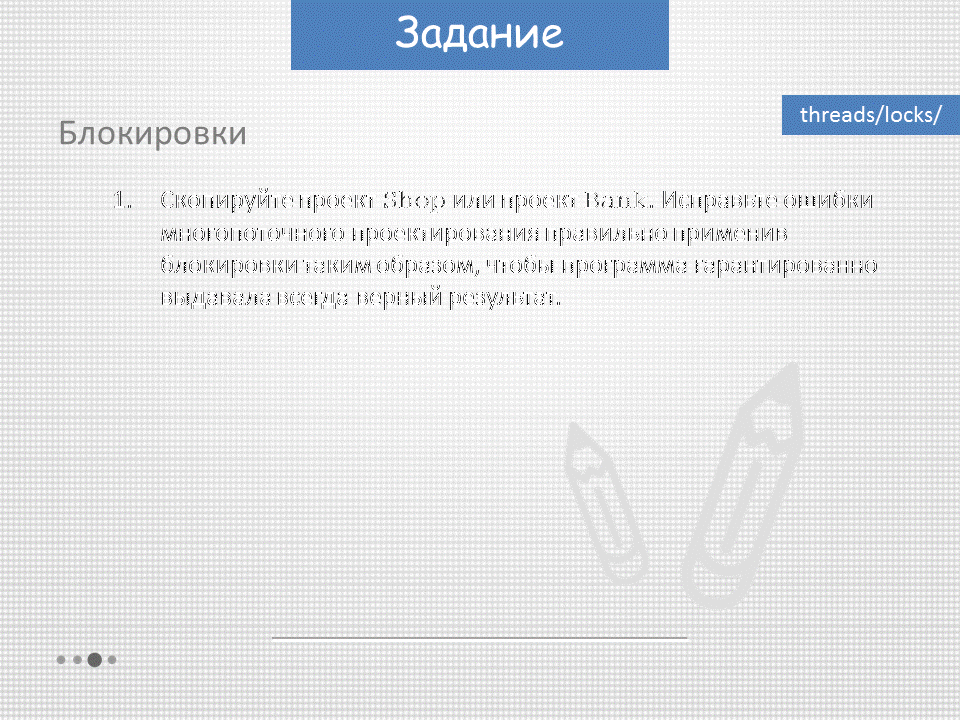 Задание
threads/locks/
Блокировки
1. Скопируйте проект Shop или проект Bank. Исправьте ошибки
многопоточного проектирования правильно применив
блокировки таким образом, чтобы программа гарантированно
выдавала всегда верный результат.